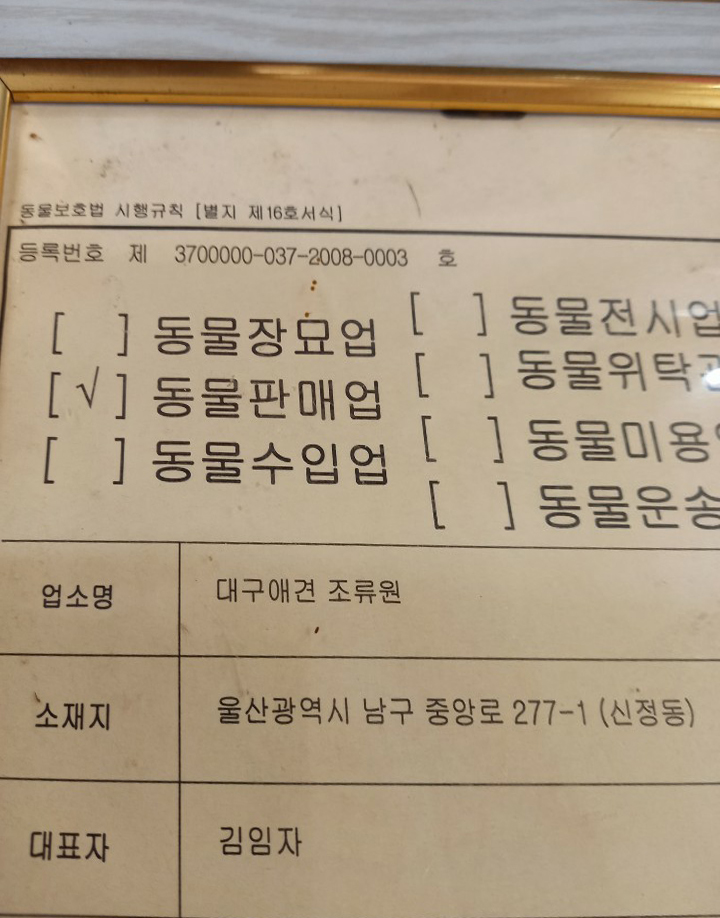 동물보호법 시행규칙 [별지 제16호서식]
등록번호 제 3700000-037-2008-0003 호
[ ] 동물장묘업
[√] 동물판매업
[ ] 동물수입업
[ ] 동물전시업
[ ] 동물위탁
[ ] 동물미용
[ ] 동물운송
업소명 대구애견 조류원
소재지 울산광역시 남구 중앙로 277-1 (신정동)
대표자 김임자